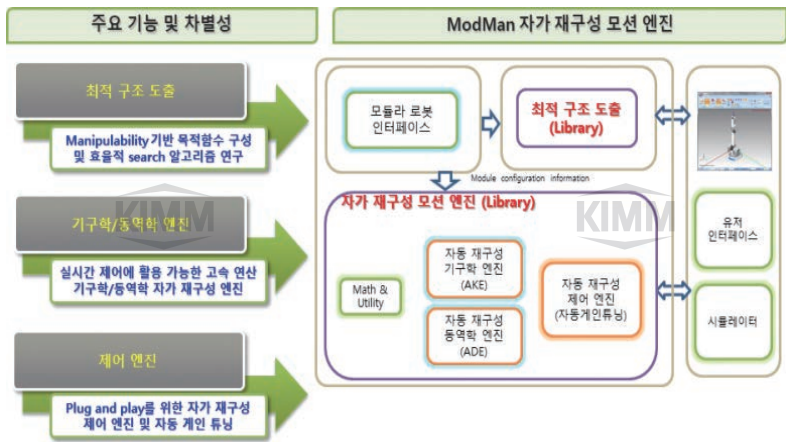 주요 기능 및 차별성
ModMan 자가 재구성 모션 엔진
최적 구조 도출
Manipulability 기반 목적함수 구성
및 효율적 search 알고리즘 연구
기구학/동역학 엔진
실시간 제어에 활용 가능한 고속 연산
기구학/동역학 자가 재구성 엔진
제어 엔진
Plug and play를 위한 자가 재구성
제어 엔진 및 자동 게인 튜닝
모듈라 로봇
인터페이스
최적 구조 도출
(Library)
Module configuration information
자가 재구성 모션 엔진 (Library)
Math &
Utility
자동 재구성
기구학 엔진
(AKE)
자동 재구성
동역학 엔진
(ADE)
자동 재구성
제어 엔진
(자동게인튜닝)
유저
인터페이스
시뮬레이터
KIMM
KIMM